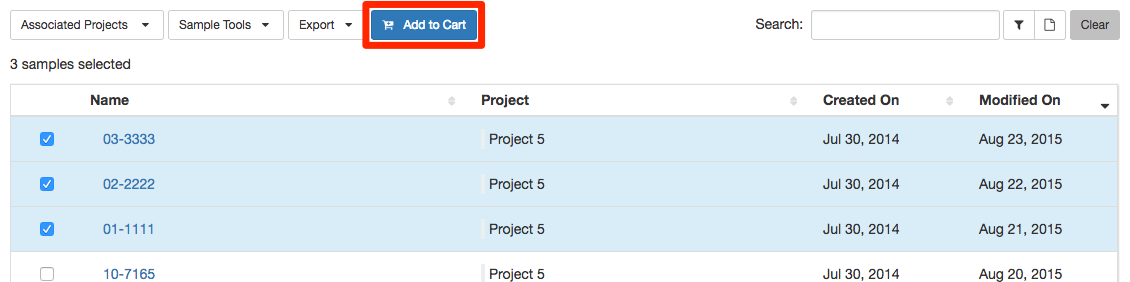 Associated Projects Sample Tools Export Add to Cart Search: Clear
3 samples selected
Name Project Created On Modified On
03-3333 Project 5 Jul 30, 2014 Aug 23, 2015
02-2222 Project 5 Jul 30, 2014 Aug 22, 2015
01-1111 Project 5 Jul 30, 2014 Aug 21, 2015
10-7165 Project 5 Jul 30, 2014 Aug 20, 2015